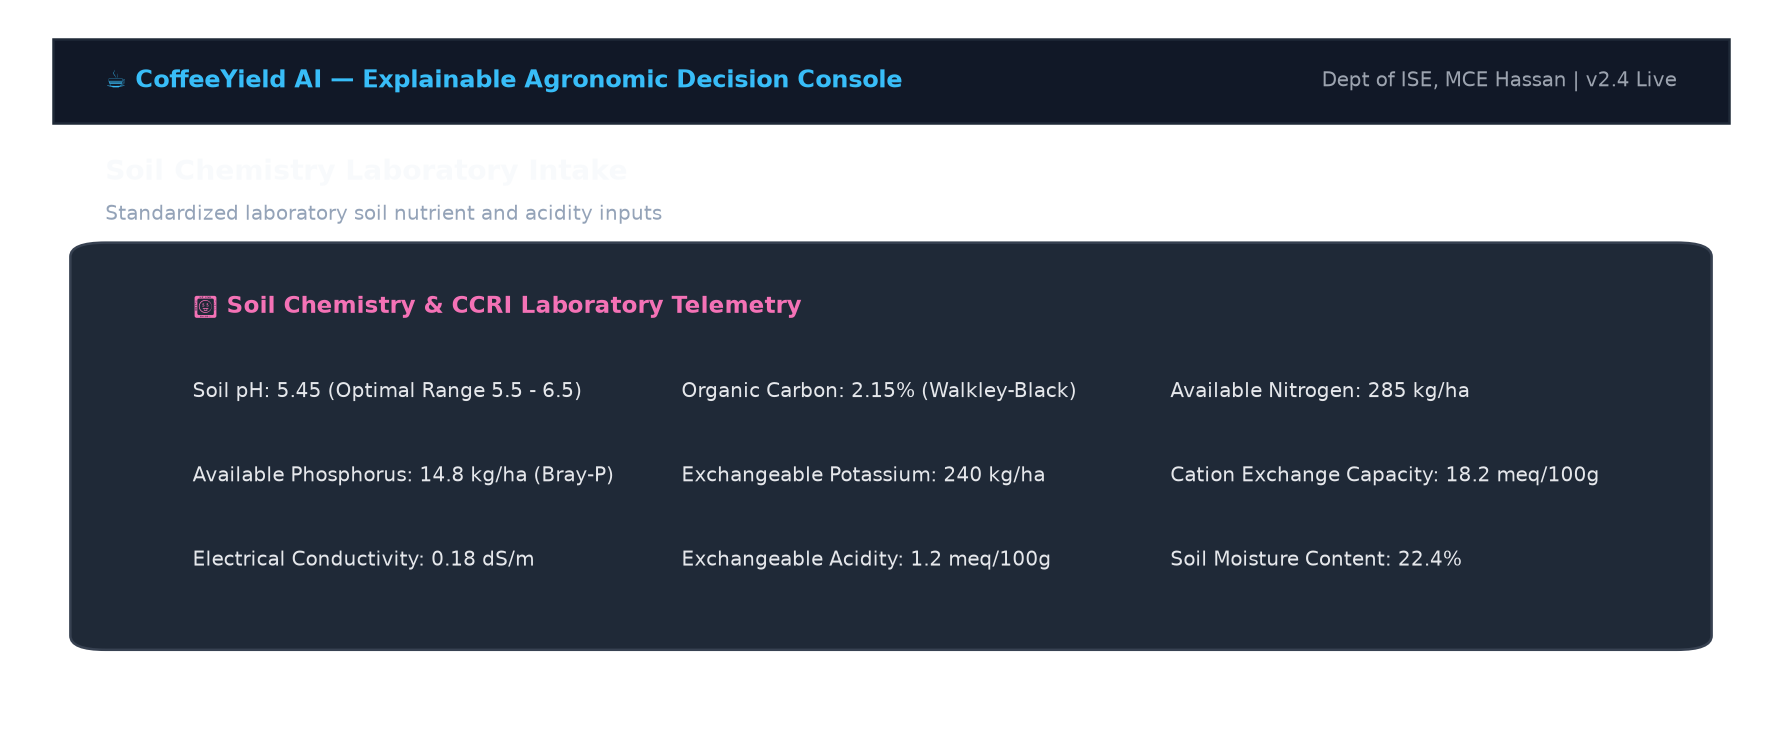 ☕ CoffeeYield AI — Explainable Agronomic Decision Console
Dept of ISE, MCE Hassan | v2.4 Live
Soil Chemistry Laboratory Intake
Standardized laboratory soil nutrient and acidity inputs
Soil Chemistry & CCRI Laboratory Telemetry
Soil pH: 5.45 (Optimal Range 5.5 - 6.5)
Organic Carbon: 2.15% (Walkley-Black)
Available Nitrogen: 285 kg/ha
Available Phosphorus: 14.8 kg/ha (Bray-P)
Exchangeable Potassium: 240 kg/ha
Cation Exchange Capacity: 18.2 meq/100g
Electrical Conductivity: 0.18 dS/m
Exchangeable Acidity: 1.2 meq/100g
Soil Moisture Content: 22.4%